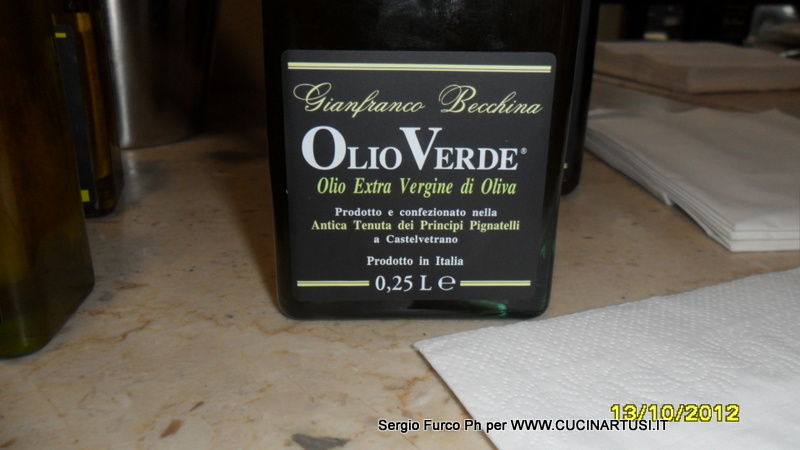 Gianfranco Becchina
OLIO VERDE®
Olio Extra Vergine di Oliva
Prodotto e confezionato nella
Antica Tenuta dei Principi Pignatelli
a Castelvetrano
Prodotto in Italia
0,25 L ℮
13/10/2012
Sergio Furco Ph per WWW.CUCINARTUSI.IT